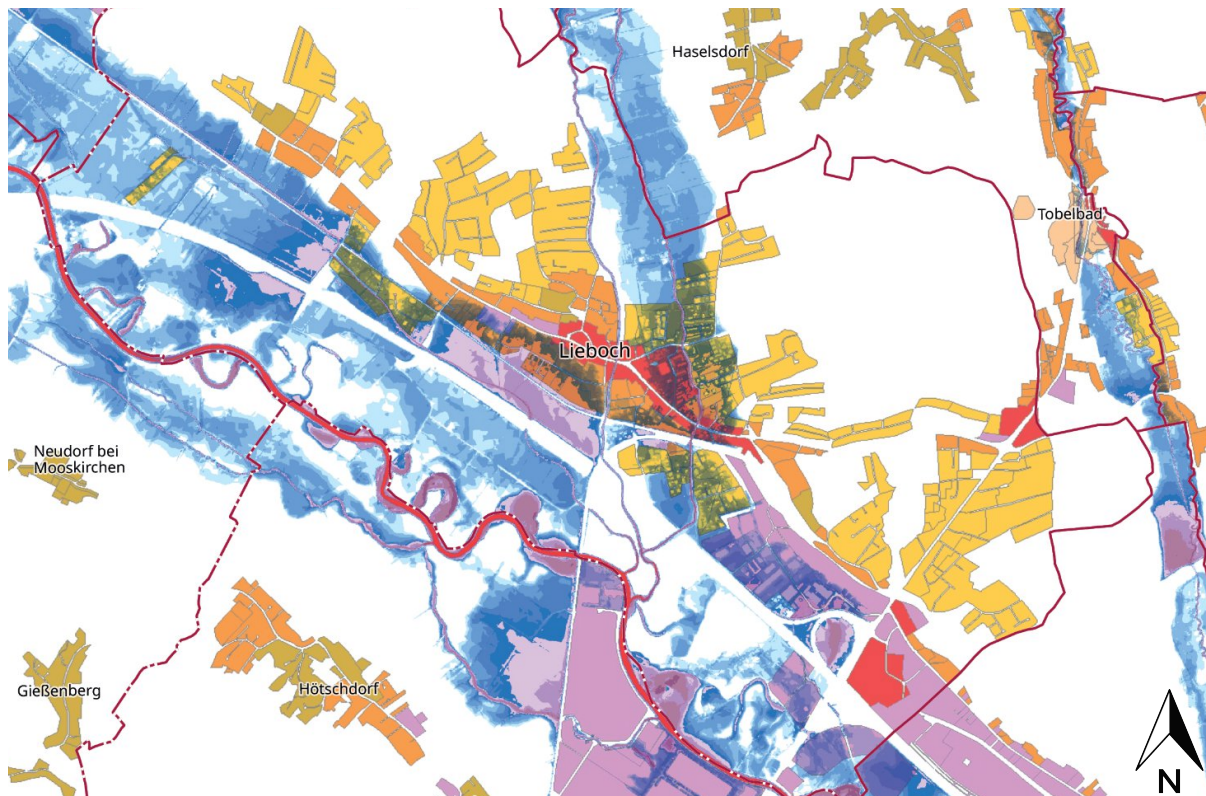 Haselsdorf
Tobelbad
Lieboch
Neudorf bei
Mooskirchen
Gießenberg
Hötschdorf
N